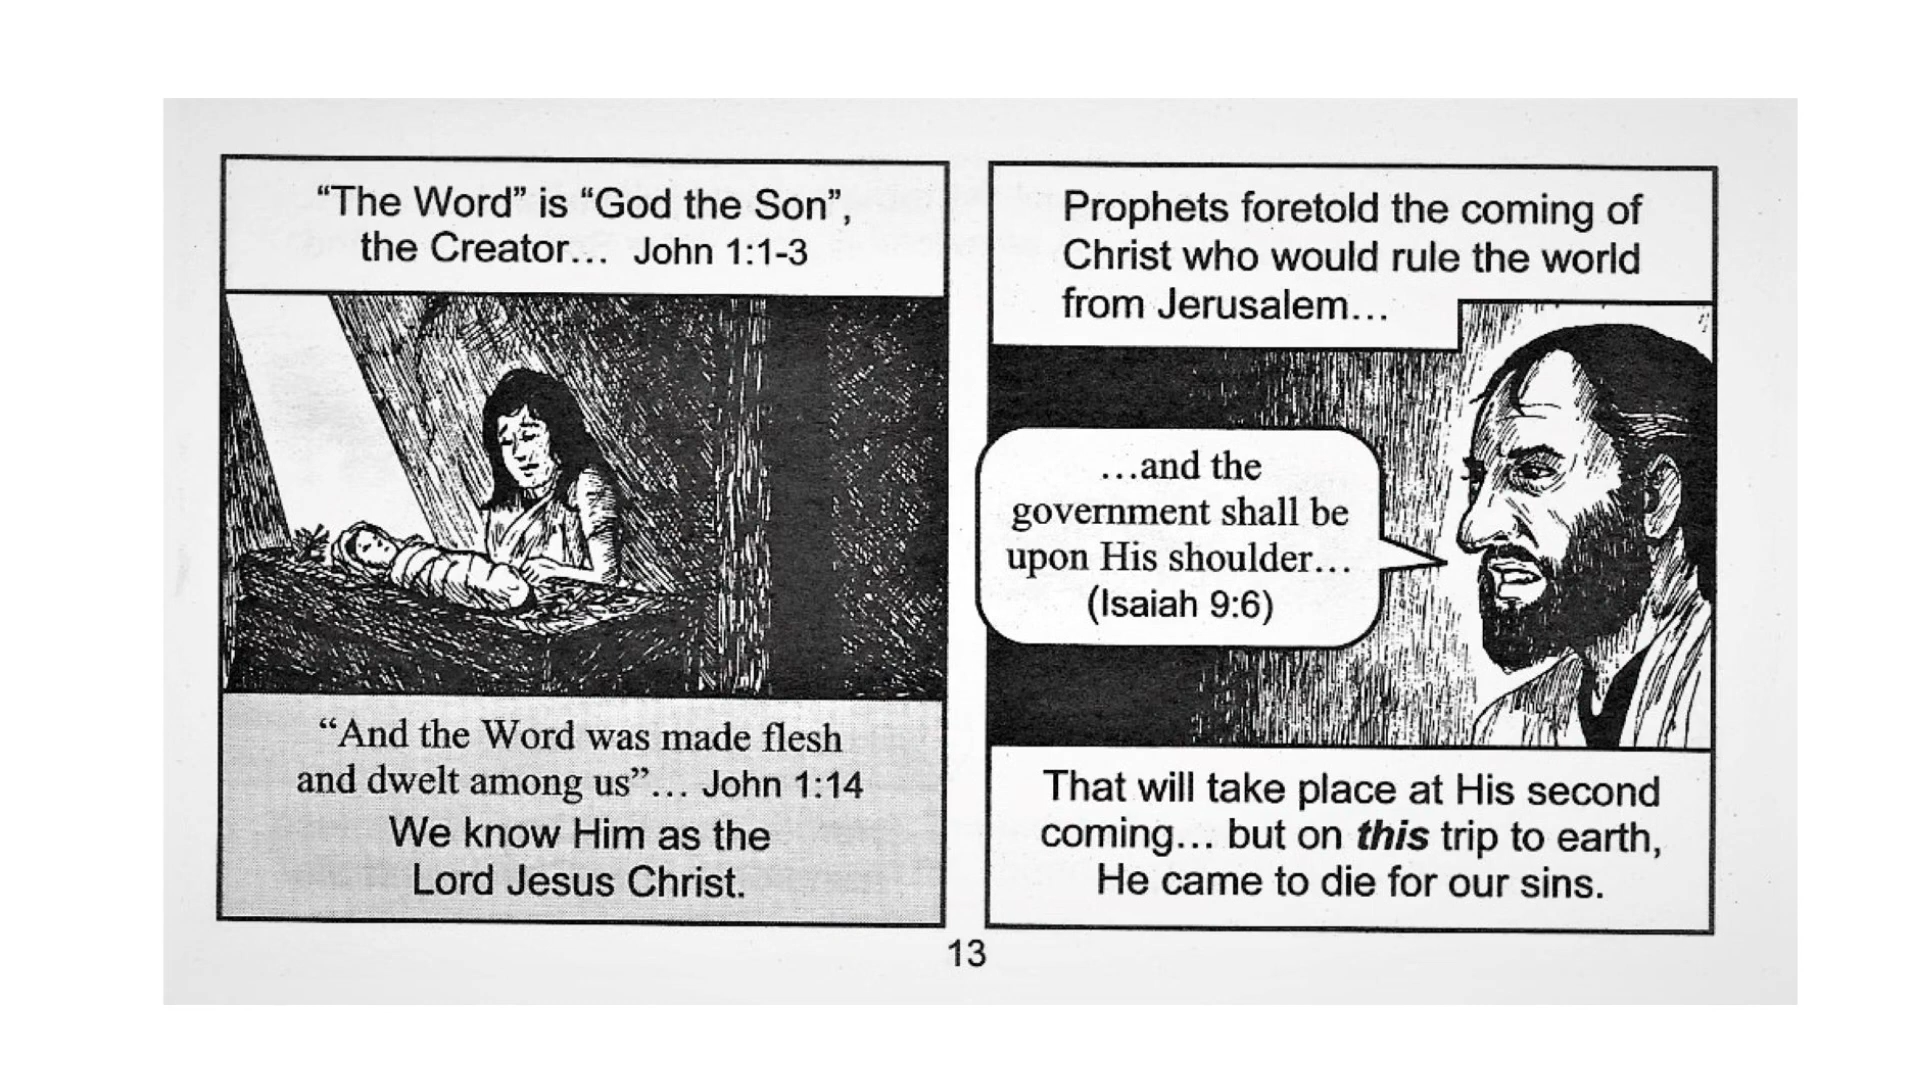 “The Word” is “God the Son”,
the Creator… John 1:1-3
“And the Word was made flesh
and dwelt among us”… John 1:14
We know Him as the
Lord Jesus Christ.
Prophets foretold the coming of
Christ who would rule the world
from Jerusalem…
…and the
government shall be
upon His shoulder…
(Isaiah 9:6)
That will take place at His second
coming… but on this trip to earth,
He came to die for our sins.
13